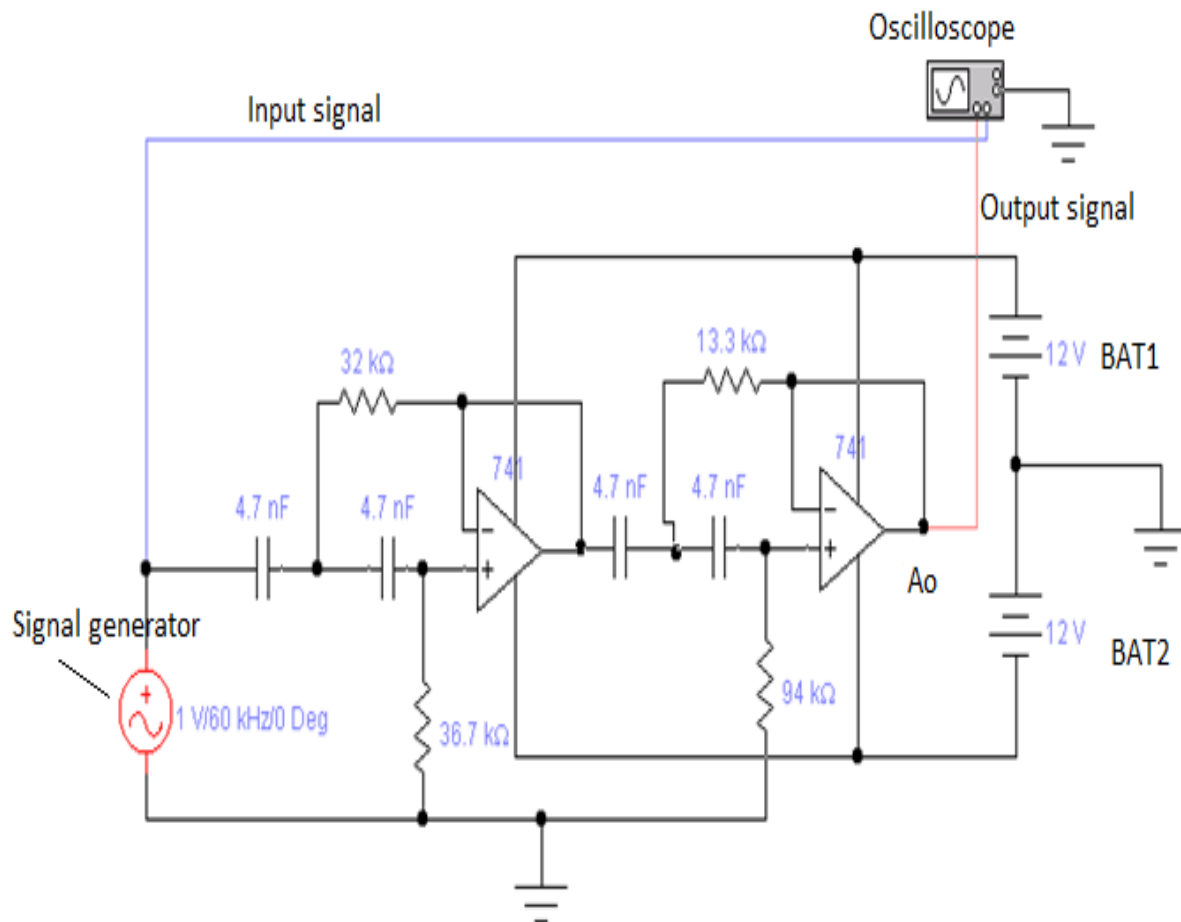 Oscilloscope
Input signal
Output signal
32 kΩ
13.3 kΩ
12 V
BAT1
741
741
4.7 nF
4.7 nF
4.7 nF
4.7 nF
Ao
Signal generator
12 V
BAT2
1 V/60 kHz/0 Deg
36.7 kΩ
94 kΩ